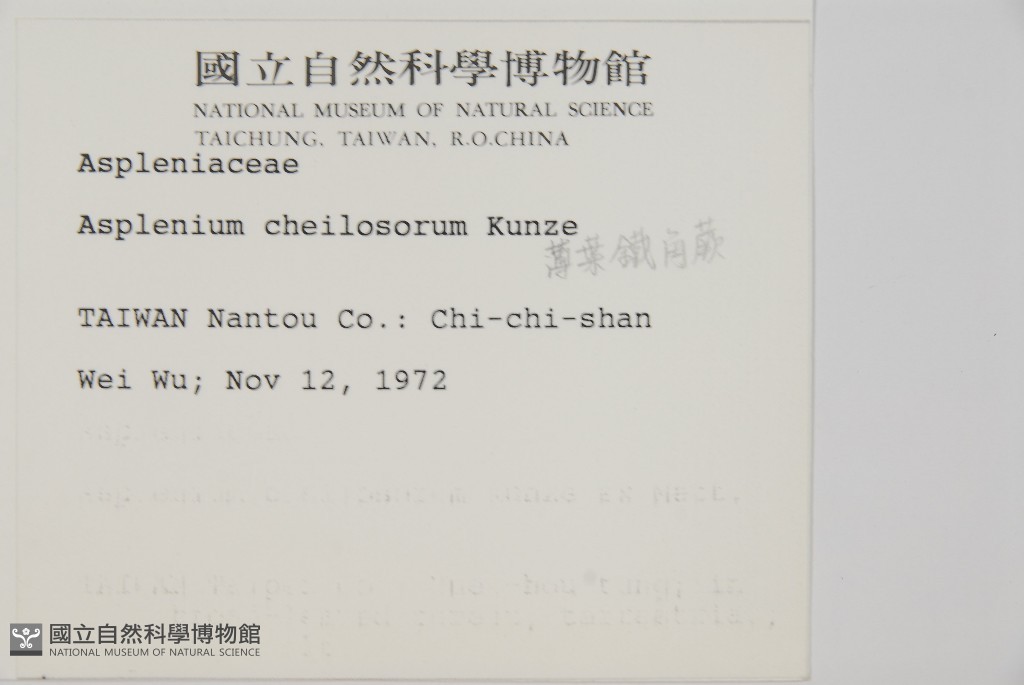 國立自然科學博物館
NATIONAL MUSEUM OF NATURAL SCIENCE
TAICHUNG, TAIWAN, R.O.CHINA
Aspleniaceae
Asplenium cheilosorum Kunze
薄葉鐵角蕨
TAIWAN Nantou Co.: Chi-chi-shan
Wei Wu; Nov 12, 1972
國立自然科學博物館
NATIONAL MUSEUM OF NATURAL SCIENCE